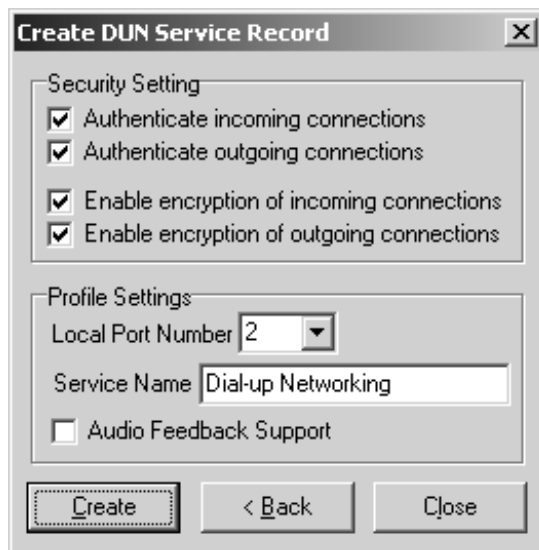 Create DUN Service Record
Security Setting
Authenticate incoming connections
Authenticate outgoing connections
Enable encryption of incoming connections
Enable encryption of outgoing connections
Profile Settings
Local Port Number 2
Service Name Dial-up Networking
Audio Feedback Support
Create < Back Close